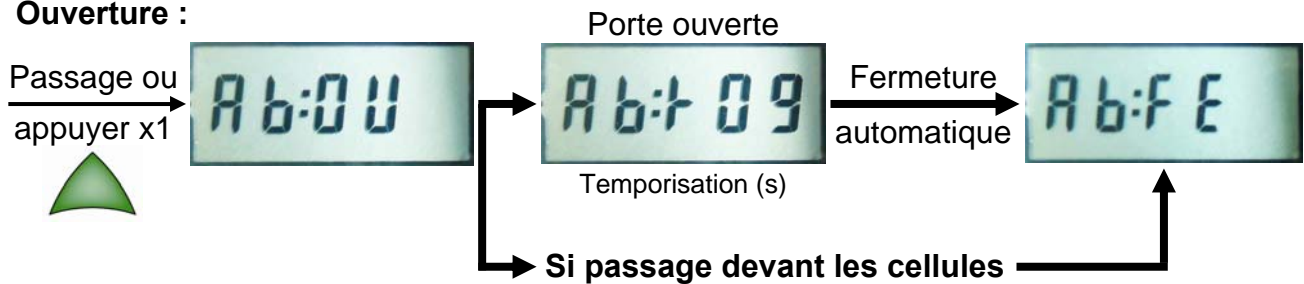 Ouverture :
Passage ou
appuyer x1
Ab:OU
Porte ouverte
Ab:t 09
Temporisation (s)
Fermeture
automatique
Ab:FE
Si passage devant les cellules